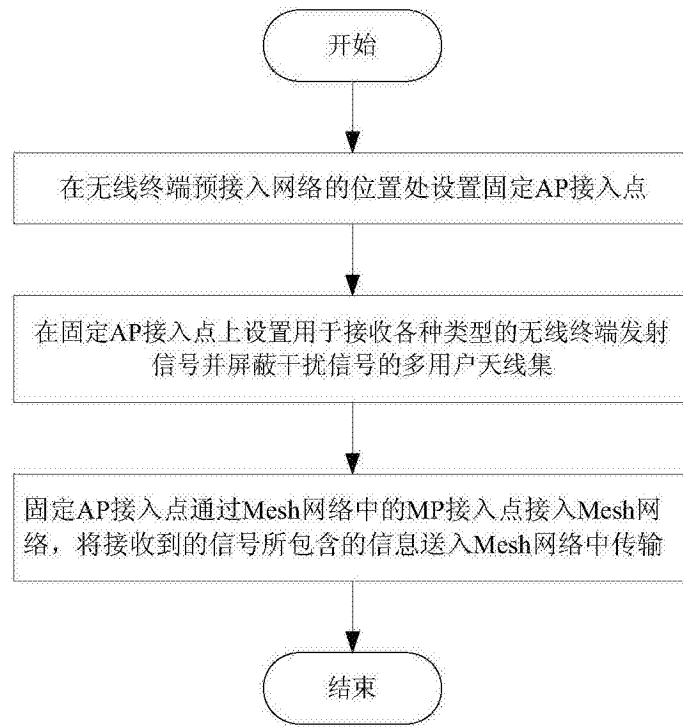 开始
在无线终端预接入网络的位置处设置固定AP接入点
在固定AP接入点上设置用于接收各种类型的无线终端发射
信号并屏蔽干扰信号的多用户天线集
固定AP接入点通过Mesh网络中的MP接入点接入Mesh网
络，将接收到的信号所包含的信息送入Mesh网络中传输
结束